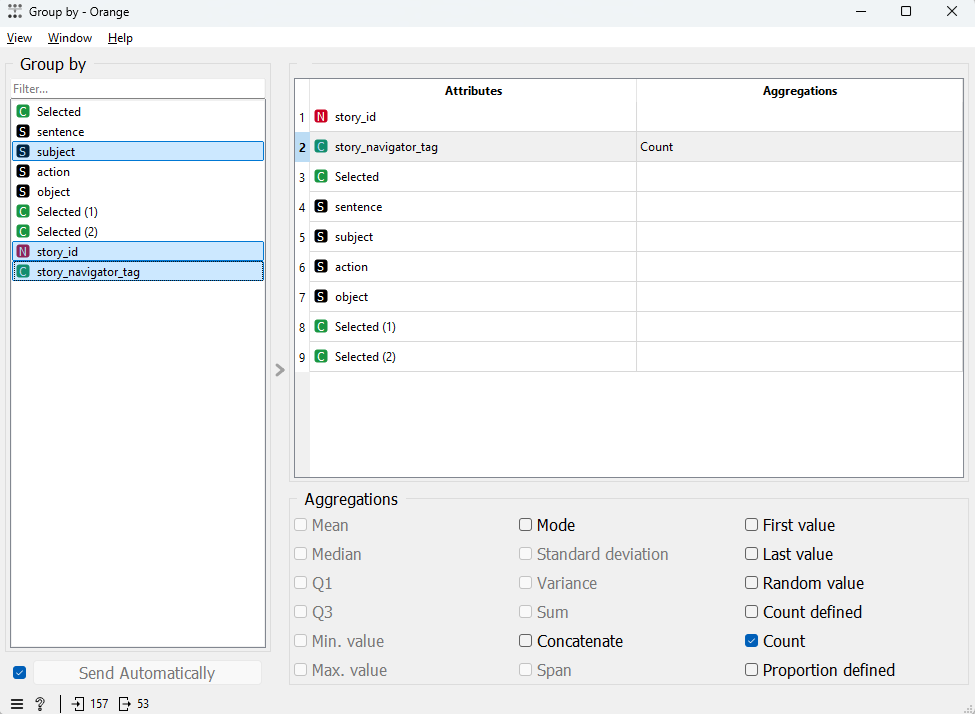 Group by - Orange
View Window Help
Group by
Filter...
C Selected
S sentence
S subject
S action
S object
C Selected (1)
C Selected (2)
N story_id
C story_navigator_tag
Send Automatically
157 53
Attributes Aggregations
1 N story_id
2 C story_navigator_tag Count
3 C Selected
4 S sentence
5 S subject
6 S action
7 S object
8 C Selected (1)
9 C Selected (2)
Aggregations
Mean Mode First value
Median Standard deviation Last value
Q1 Variance Random value
Q3 Sum Count defined
Min. value Concatenate Count
Max. value Span Proportion defined